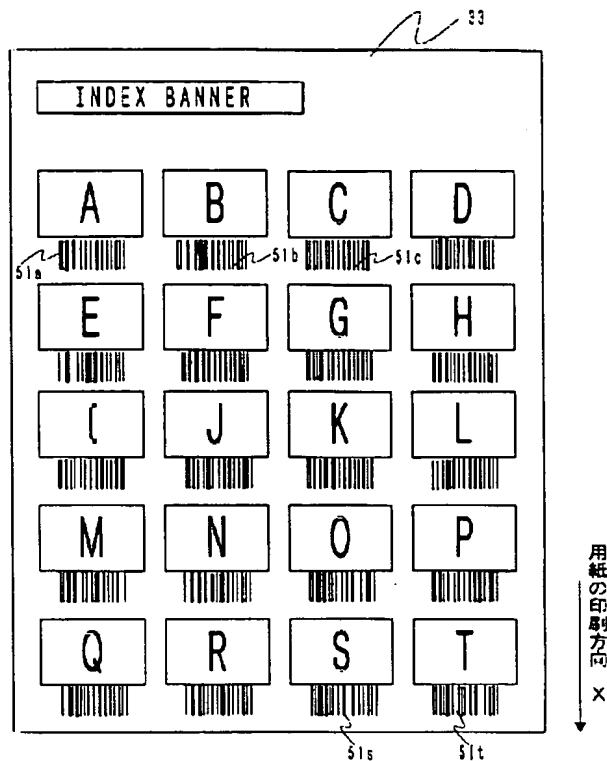 33
INDEX BANNER
A B C D
51a 51b 51c
E F G H
I J K L
M N O P
Q R S T
51s 51t
用紙の印刷方向 X